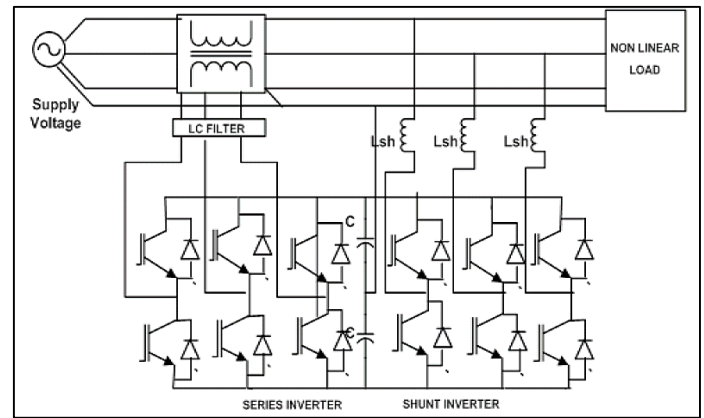 NON LINEAR
LOAD
Supply
Voltage
LC FILTER
Lsh
Lsh
Lsh
C
C
SERIES INVERTER
SHUNT INVERTER